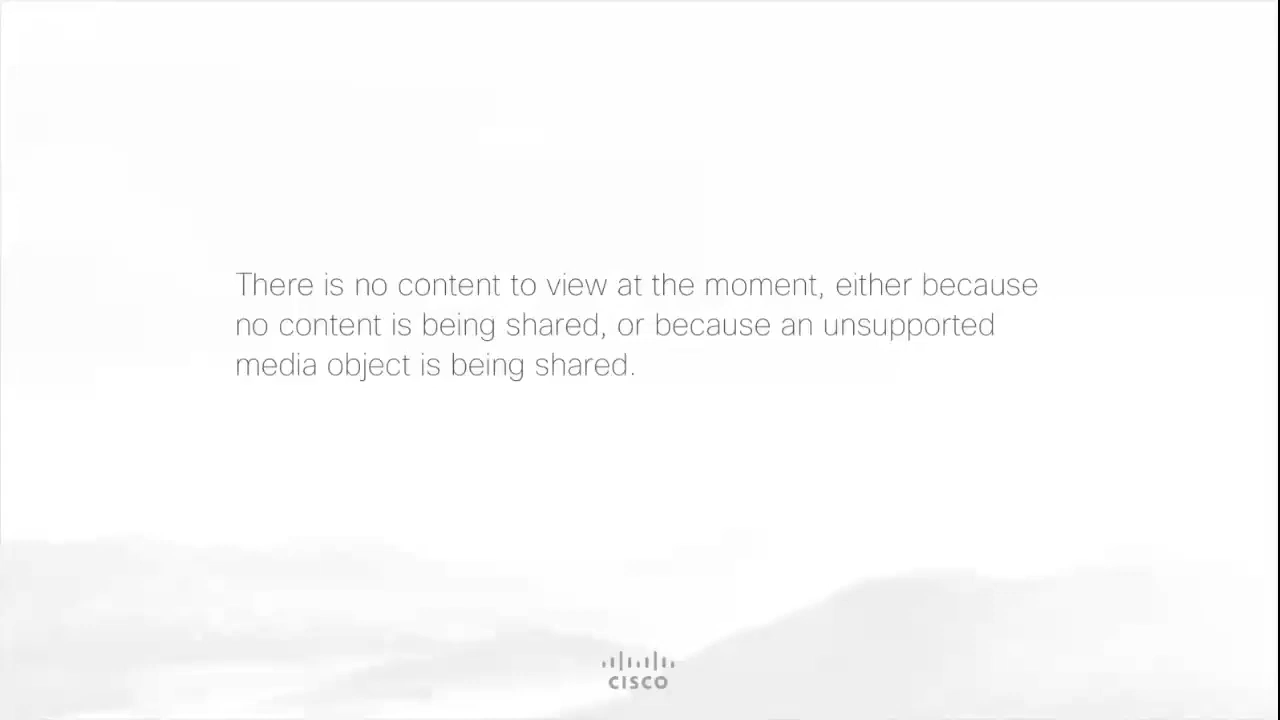 There is no content to view at the moment, either because
no content is being shared, or because an unsupported
media object is being shared.
CISCO